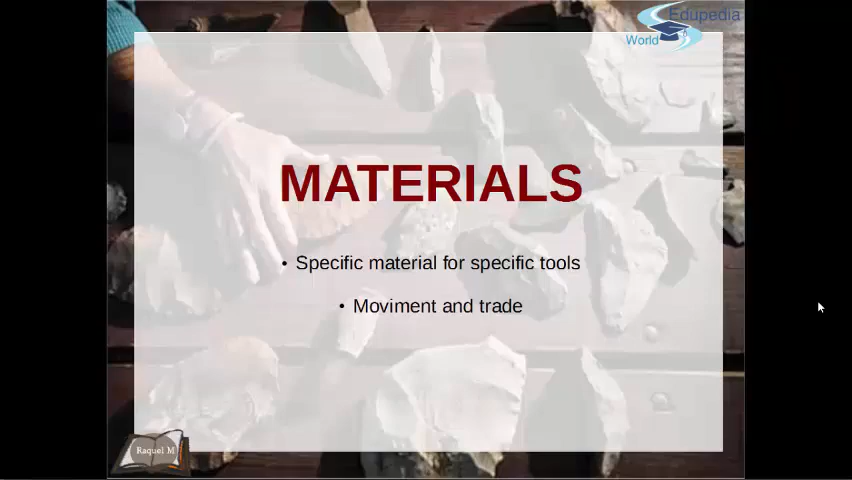 Edupedia
World
MATERIALS
• Specific material for specific tools
• Moviment and trade
Raquel M